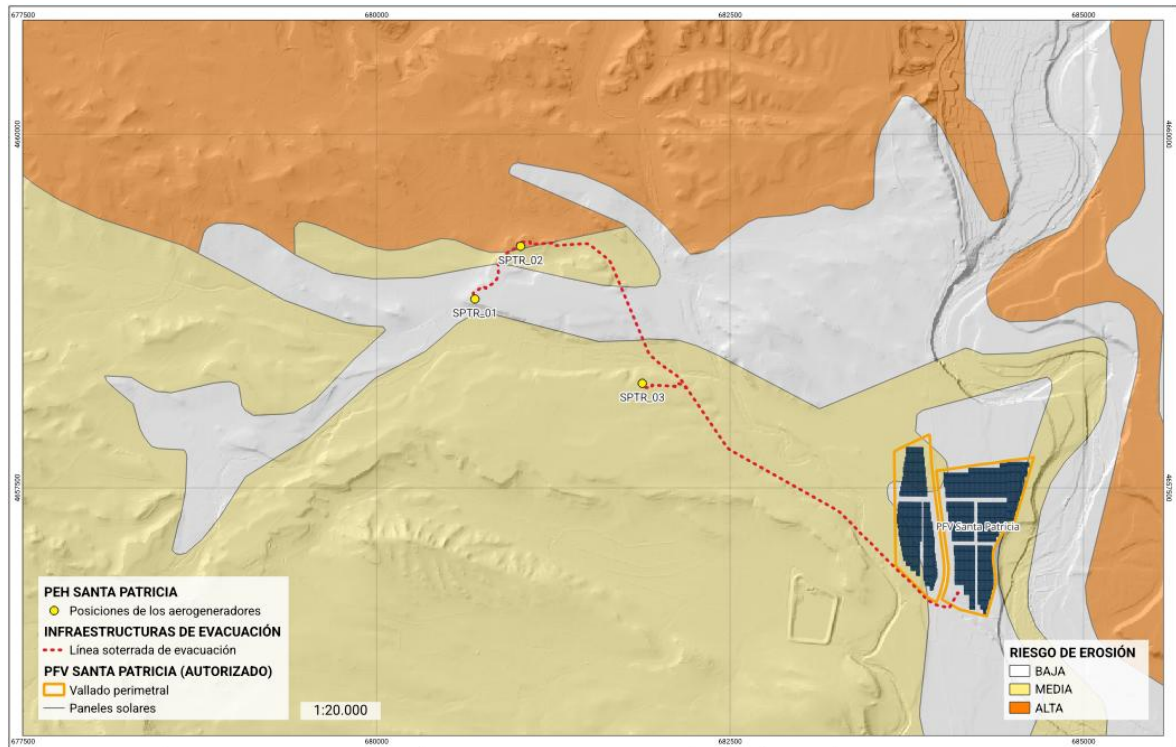 677500 680000 682500 685000
4660000 4660000
SPTR_02
SPTR_01
SPTR_03
4657500 4657500
PFV Santa Patricia
PEH SANTA PATRICIA
Posiciones de los aerogeneradores
INFRAESTRUCTURAS DE EVACUACIÓN
Línea soterrada de evacuación
PFV SANTA PATRICIA (AUTORIZADO)
Vallado perimetral
Paneles solares
1:20.000
RIESGO DE EROSIÓN
BAJA
MEDIA
ALTA
677500 680000 682500 685000